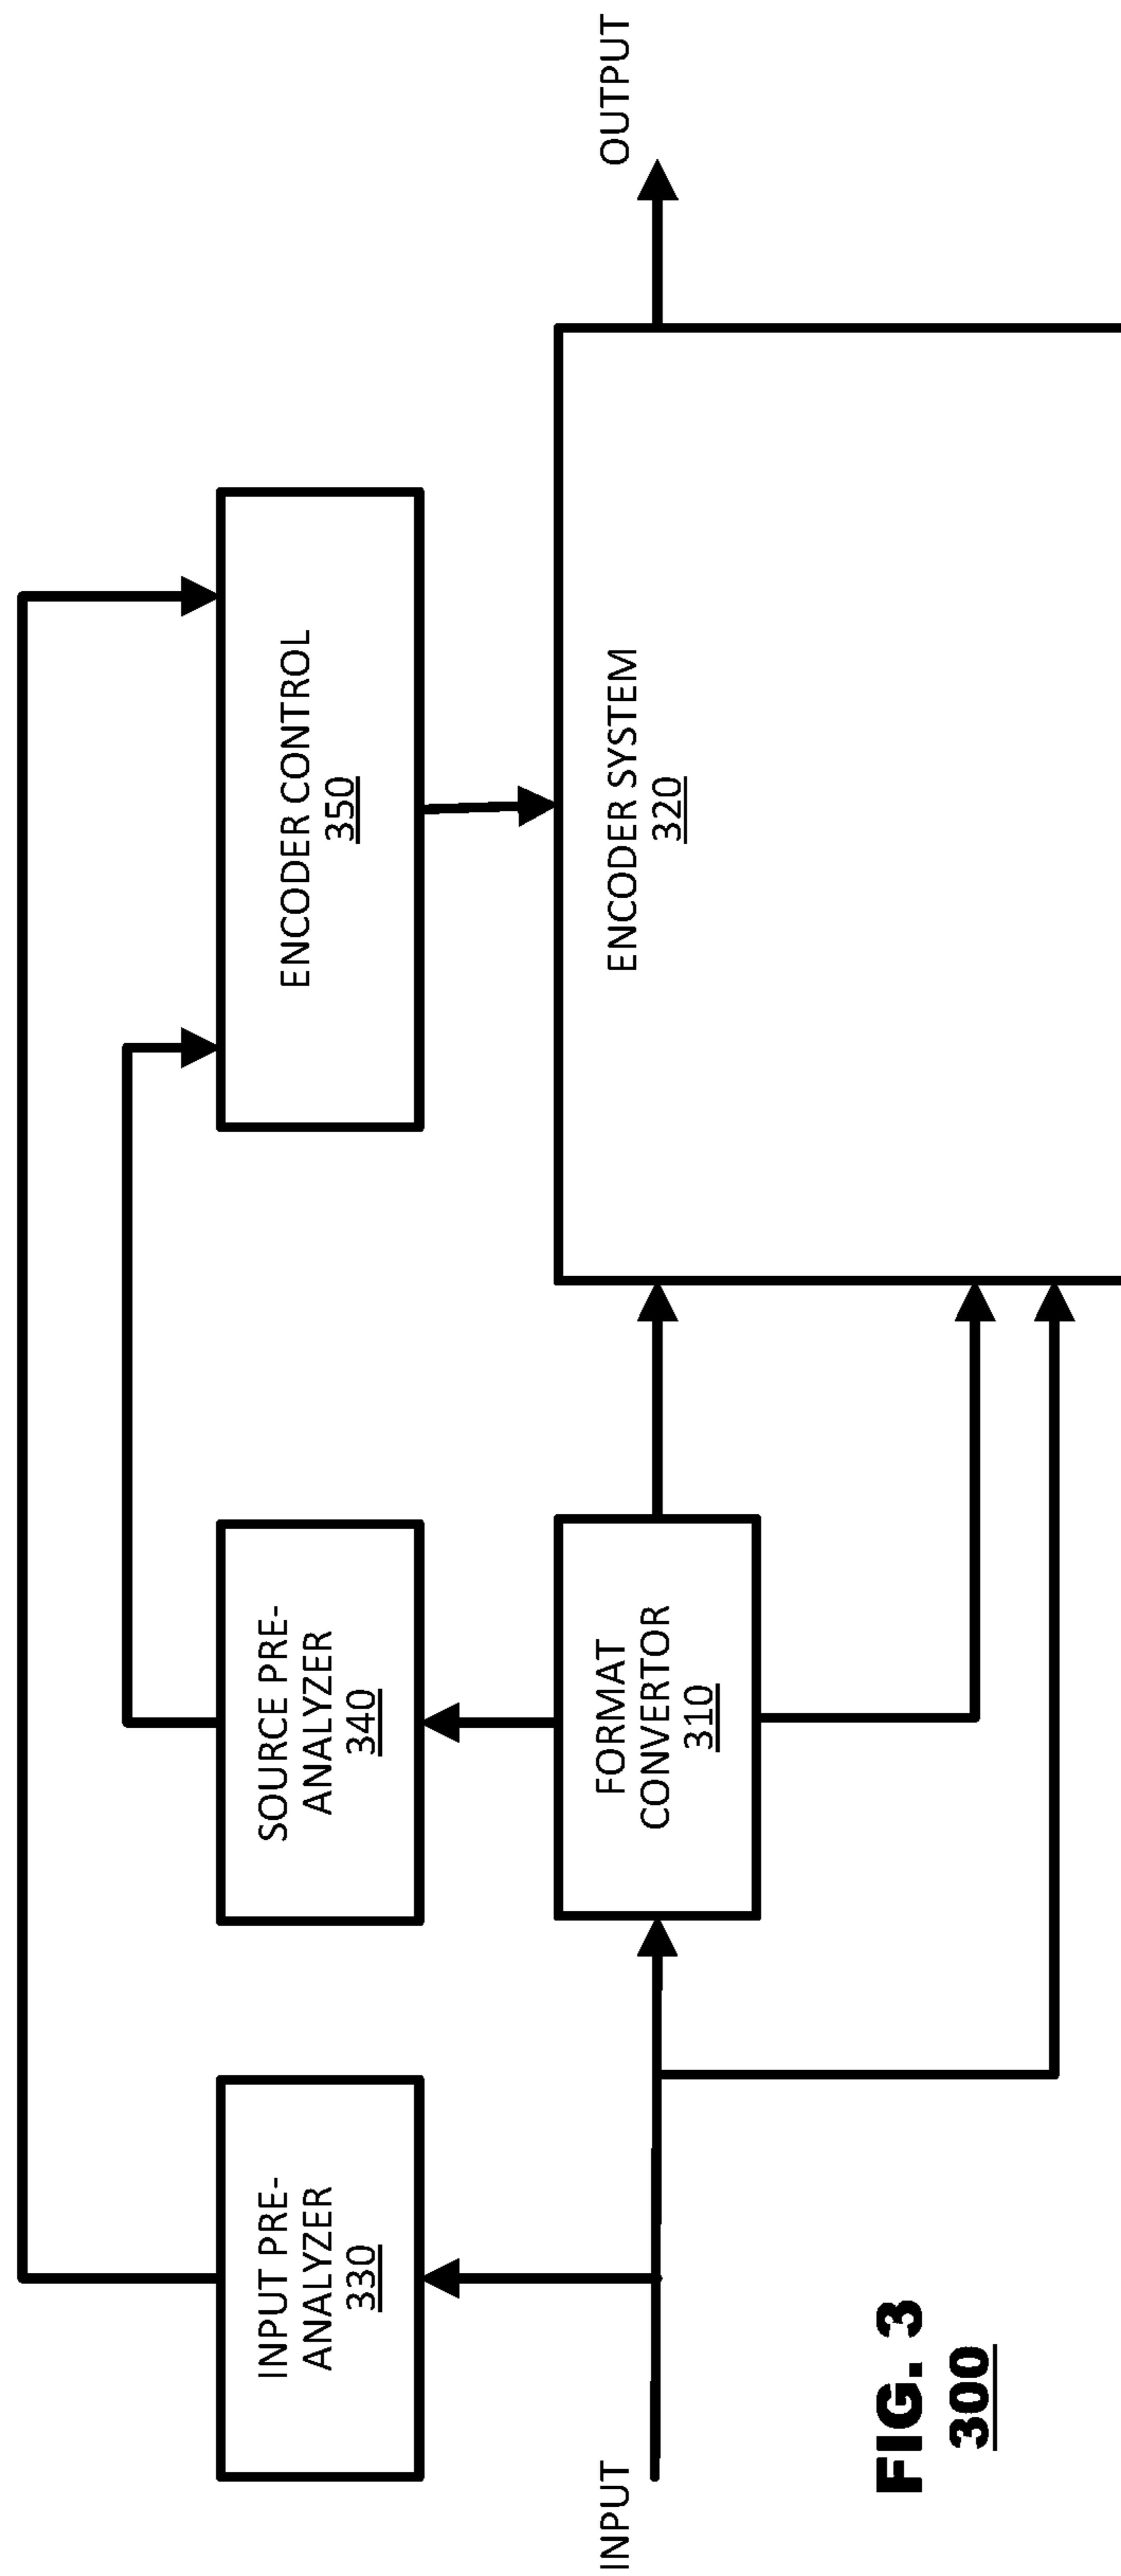 INPUT PRE-
ANALYZER
330
SOURCE PRE-
ANALYZER
340
ENCODER CONTROL
350
INPUT
FORMAT
CONVERTOR
310
ENCODER SYSTEM
320
OUTPUT
FIG. 3
300